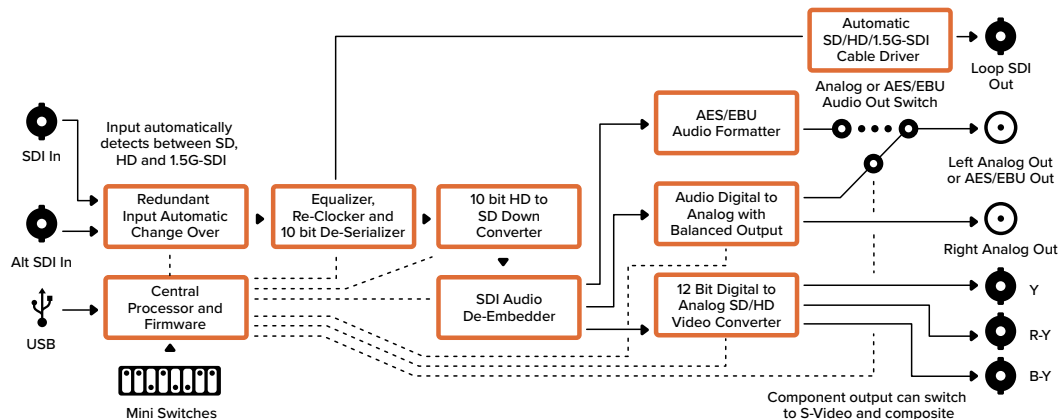 Automatic
SD/HD/1.5G-SDI
Cable Driver
Loop SDI
Out
Analog or AES/EBU
Audio Out Switch
AES/EBU
Audio Formatter
Left Analog Out
or AES/EBU Out
SDI In
Input automatically
detects between SD,
HD and 1.5G-SDI
Redundant
Input Automatic
Change Over
Equalizer,
Re-Clocker and
10 bit De-Serializer
10 bit HD to
SD Down
Converter
Audio Digital to
Analog with
Balanced Output
Right Analog Out
Alt SDI In
Central
Processor and
Firmware
SDI Audio
De-Embedder
12 Bit Digital to
Analog SD/HD
Video Converter
Y
R-Y
B-Y
USB
Mini Switches
Component output can switch
to S-Video and composite